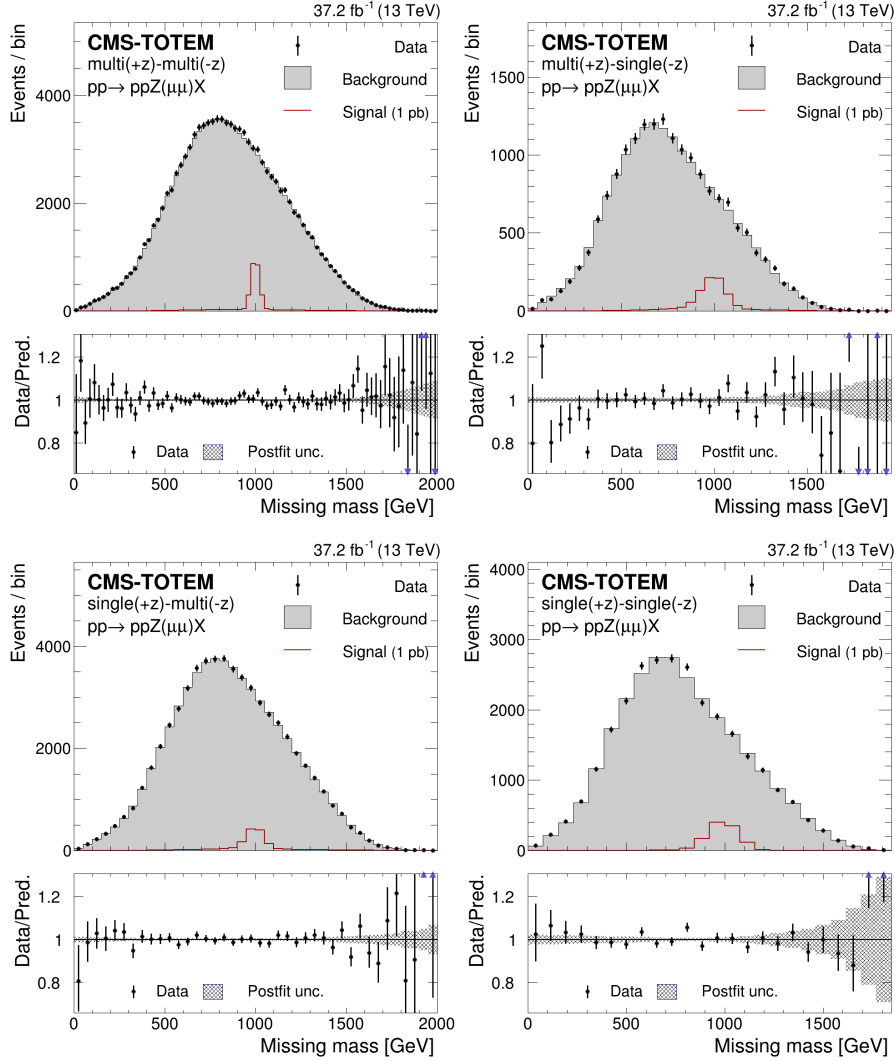 37.2 fb⁻¹ (13 TeV)
Events / bin
CMS-TOTEM
multi(+z)-multi(-z)
pp→ ppZ(μμ)X
Data
Background
Signal (1 pb)
4000
2000
0
Data/Pred.
1.2
1
0.8
Data
Postfit unc.
0 500 1000 1500 2000
Missing mass [GeV]
37.2 fb⁻¹ (13 TeV)
Events / bin
CMS-TOTEM
multi(+z)-single(-z)
pp→ ppZ(μμ)X
Data
Background
Signal (1 pb)
1500
1000
500
0
Data/Pred.
1.2
1
0.8
Data
Postfit unc.
0 500 1000 1500
Missing mass [GeV]
37.2 fb⁻¹ (13 TeV)
Events / bin
CMS-TOTEM
single(+z)-multi(-z)
pp→ ppZ(μμ)X
Data
Background
Signal (1 pb)
4000
2000
0
Data/Pred.
1.2
1
0.8
Data
Postfit unc.
0 500 1000 1500 2000
Missing mass [GeV]
37.2 fb⁻¹ (13 TeV)
Events / bin
CMS-TOTEM
single(+z)-single(-z)
pp→ ppZ(μμ)X
Data
Background
Signal (1 pb)
4000
3000
2000
1000
0
Data/Pred.
1.2
1
0.8
Data
Postfit unc.
0 500 1000 1500
Missing mass [GeV]